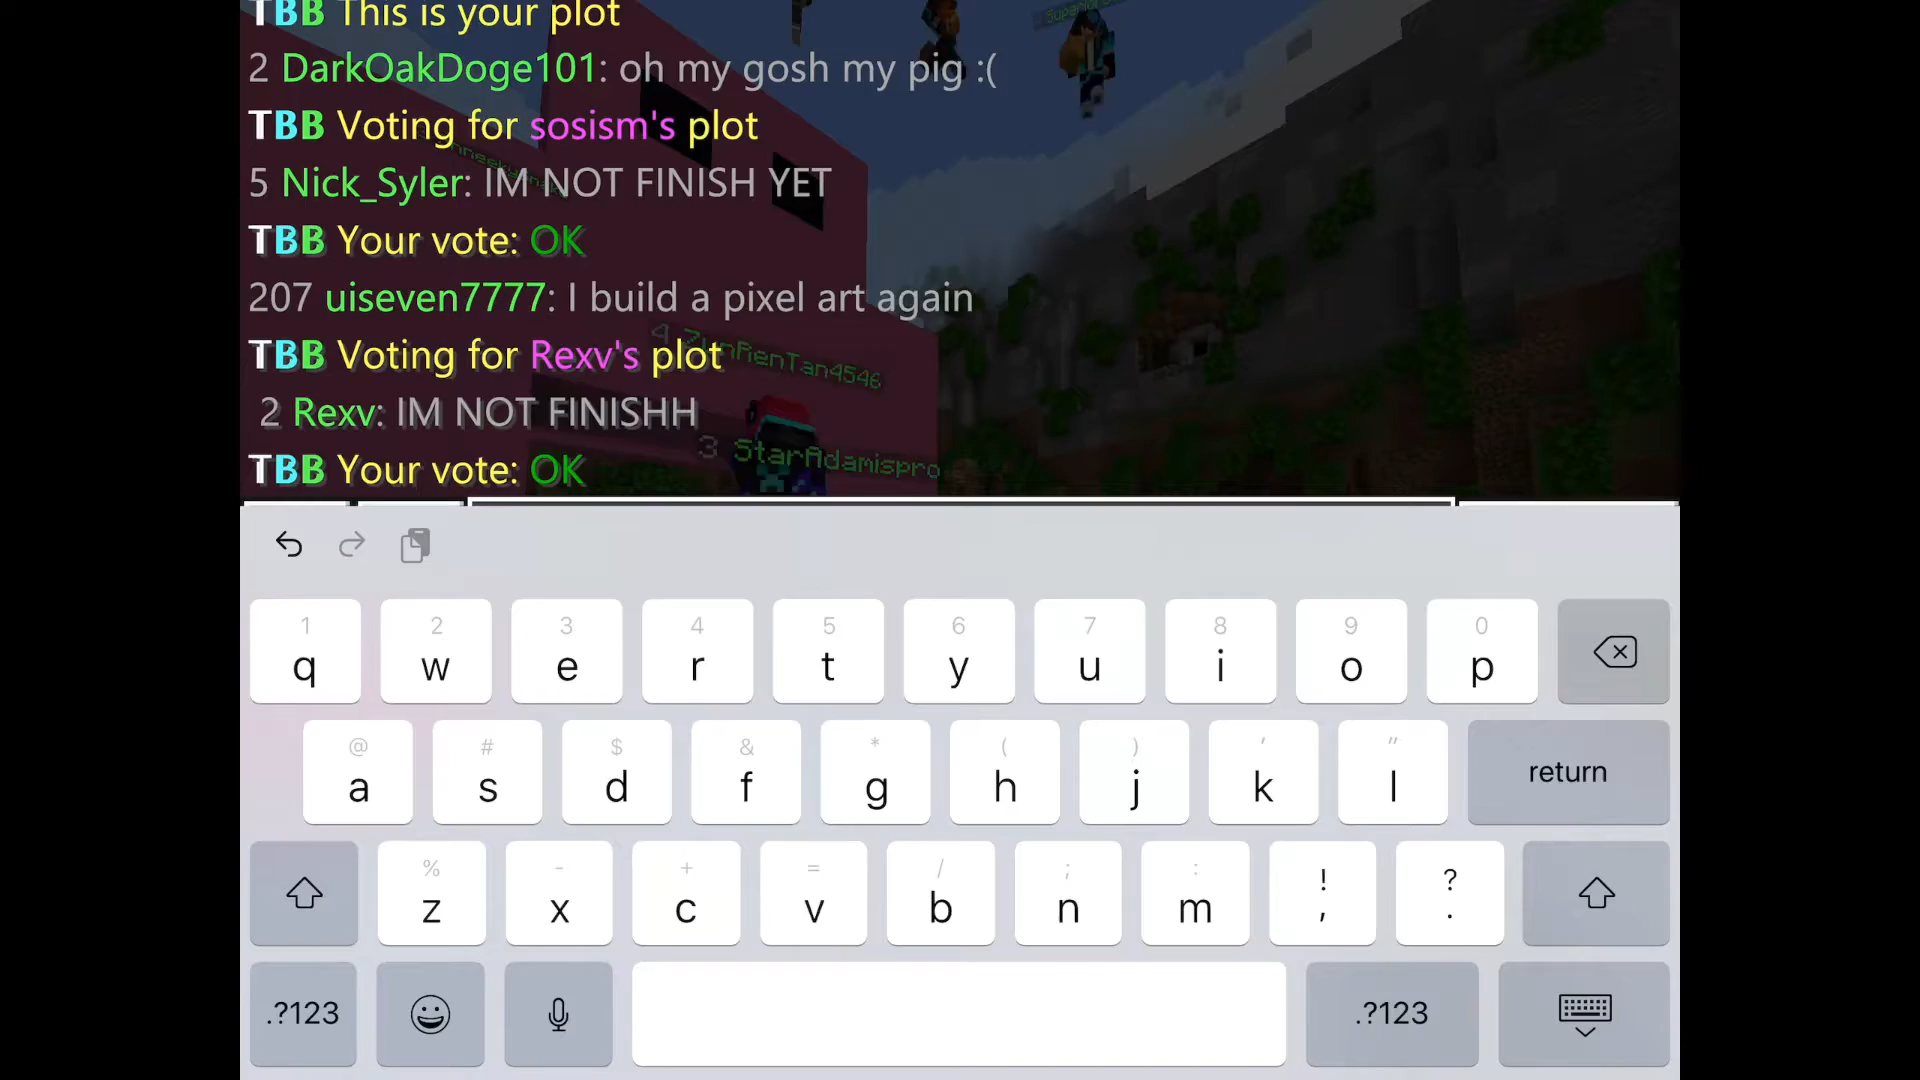 TBB This is your plot
2 DarkOakDoge101: oh my gosh my pig :(
TBB Voting for sosism's plot
5 Nick_Syler: IM NOT FINISH YET
TBB Your vote: OK
207 uiseven7777: I build a pixel art again
TBB Voting for Rexv's plot
2 Rexv: IM NOT FINISHH
TBB Your vote: OK
4 ZunRenTan4546
3 StarAdamispro
1 2 3 4 5 6 7 8 9 0
q w e r t y u i o p
@ # $ & * ( ) ' "
a s d f g h j k l return
% - + = / ; : ! ?
z x c v b n m , .
.?123 .?123